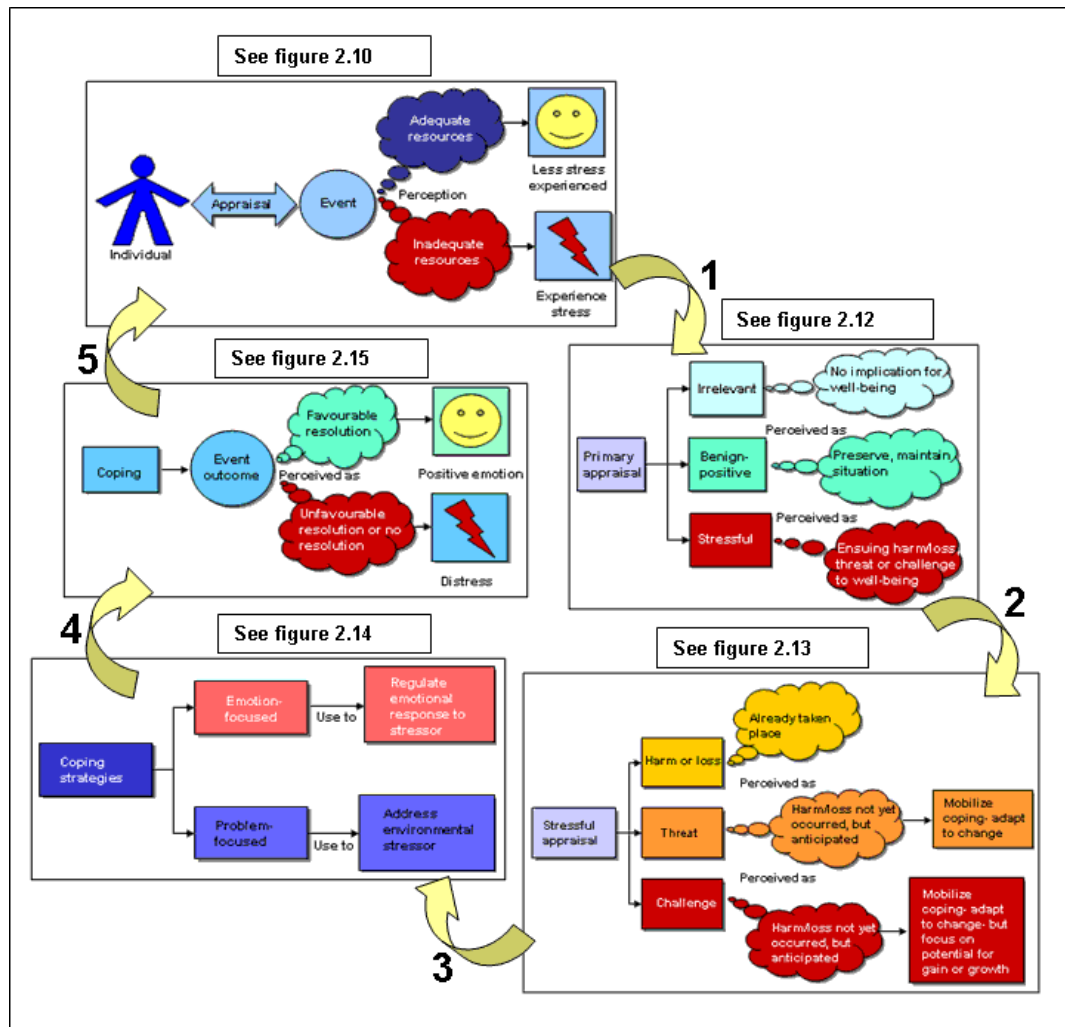 See figure 2.10
Adequate
resources
Less stress
experienced
Appraisal
Event
Perception
Individual
Inadequate
resources
Experience
stress
1
See figure 2.12
Irrelevant
No implication for
well-being
Perceived as
Primary
appraisal
Benign-
positive
Preserve, maintain
situation
Perceived as
Stressful
Ensuing harm/loss,
threat or challenge
to well-being
2
See figure 2.13
Harm or loss
Already taken
place
Perceived as
Stressful
appraisal
Threat
Harm/loss not yet
occurred, but
anticipated
Mobilize
coping- adapt
to change
Perceived as
Challenge
Harm/loss not yet
occurred, but
anticipated
Mobilize
coping- adapt
to change- but
focus on
potential for
gain or growth
3
See figure 2.14
Emotion-
focused
Use to
Regulate
emotional
response to
stressor
Coping
strategies
Problem-
focused
Use to
Address
environmental
stressor
4
See figure 2.15
Favourable
resolution
Positive emotion
Coping
Event
outcome
Perceived as
Unfavourable
resolution or no
resolution
Distress
5